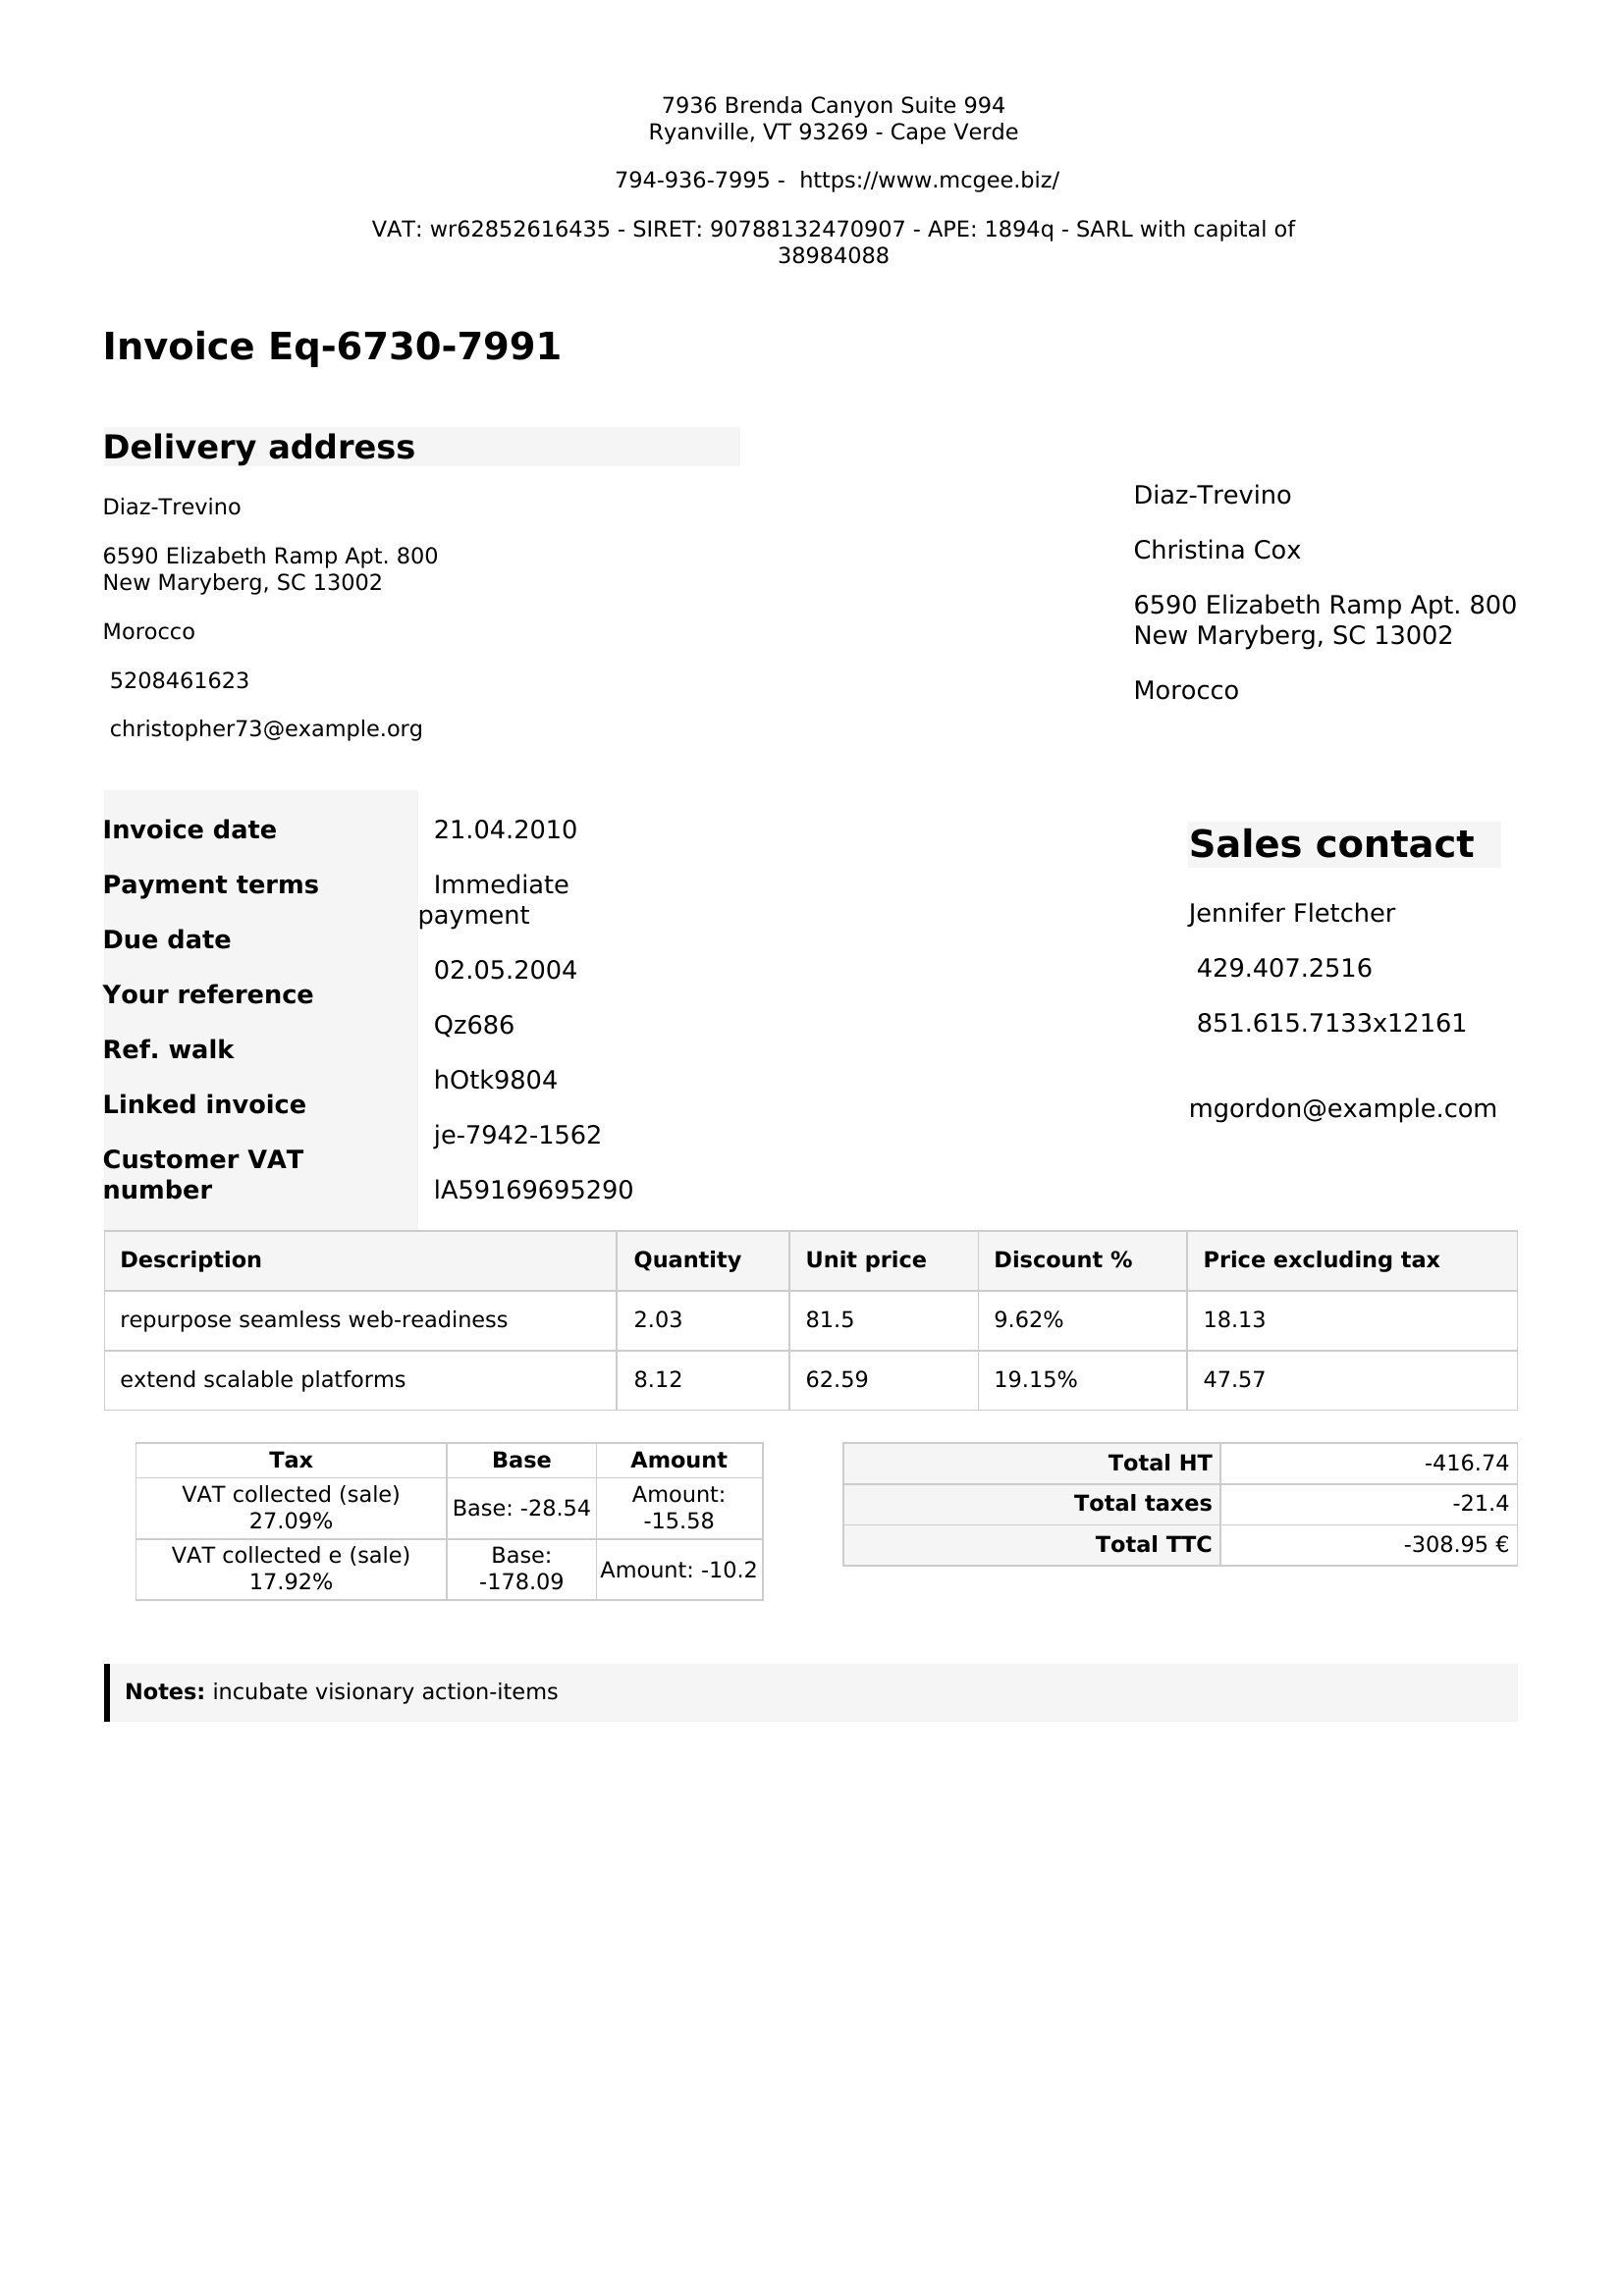 7936 Brenda Canyon Suite 994
Ryanville, VT 93269 - Cape Verde
794-936-7995 - https://www.mcgee.biz/
VAT: wr62852616435 - SIRET: 90788132470907 - APE: 1894q - SARL with capital of
38984088
Invoice Eq-6730-7991
Delivery address
Diaz-Trevino
6590 Elizabeth Ramp Apt. 800
New Maryberg, SC 13002
Morocco
5208461623
christopher73@example.org
Diaz-Trevino
Christina Cox
6590 Elizabeth Ramp Apt. 800
New Maryberg, SC 13002
Morocco
Invoice date
Payment terms
Due date
Your reference
Ref. walk
Linked invoice
Customer VAT
number
21.04.2010
Immediate
payment
02.05.2004
Qz686
hOtk9804
je-7942-1562
lA59169695290
Sales contact
Jennifer Fletcher
429.407.2516
851.615.7133x12161
mgordon@example.com
Description Quantity Unit price Discount % Price excluding tax
repurpose seamless web-readiness 2.03 81.5 9.62% 18.13
extend scalable platforms 8.12 62.59 19.15% 47.57
Tax Base Amount
VAT collected (sale)
27.09%
Base: -28.54
Amount:
-15.58
VAT collected e (sale)
17.92%
Base:
-178.09
Amount: -10.2
Total HT -416.74
Total taxes -21.4
Total TTC -308.95 €
Notes: incubate visionary action-items